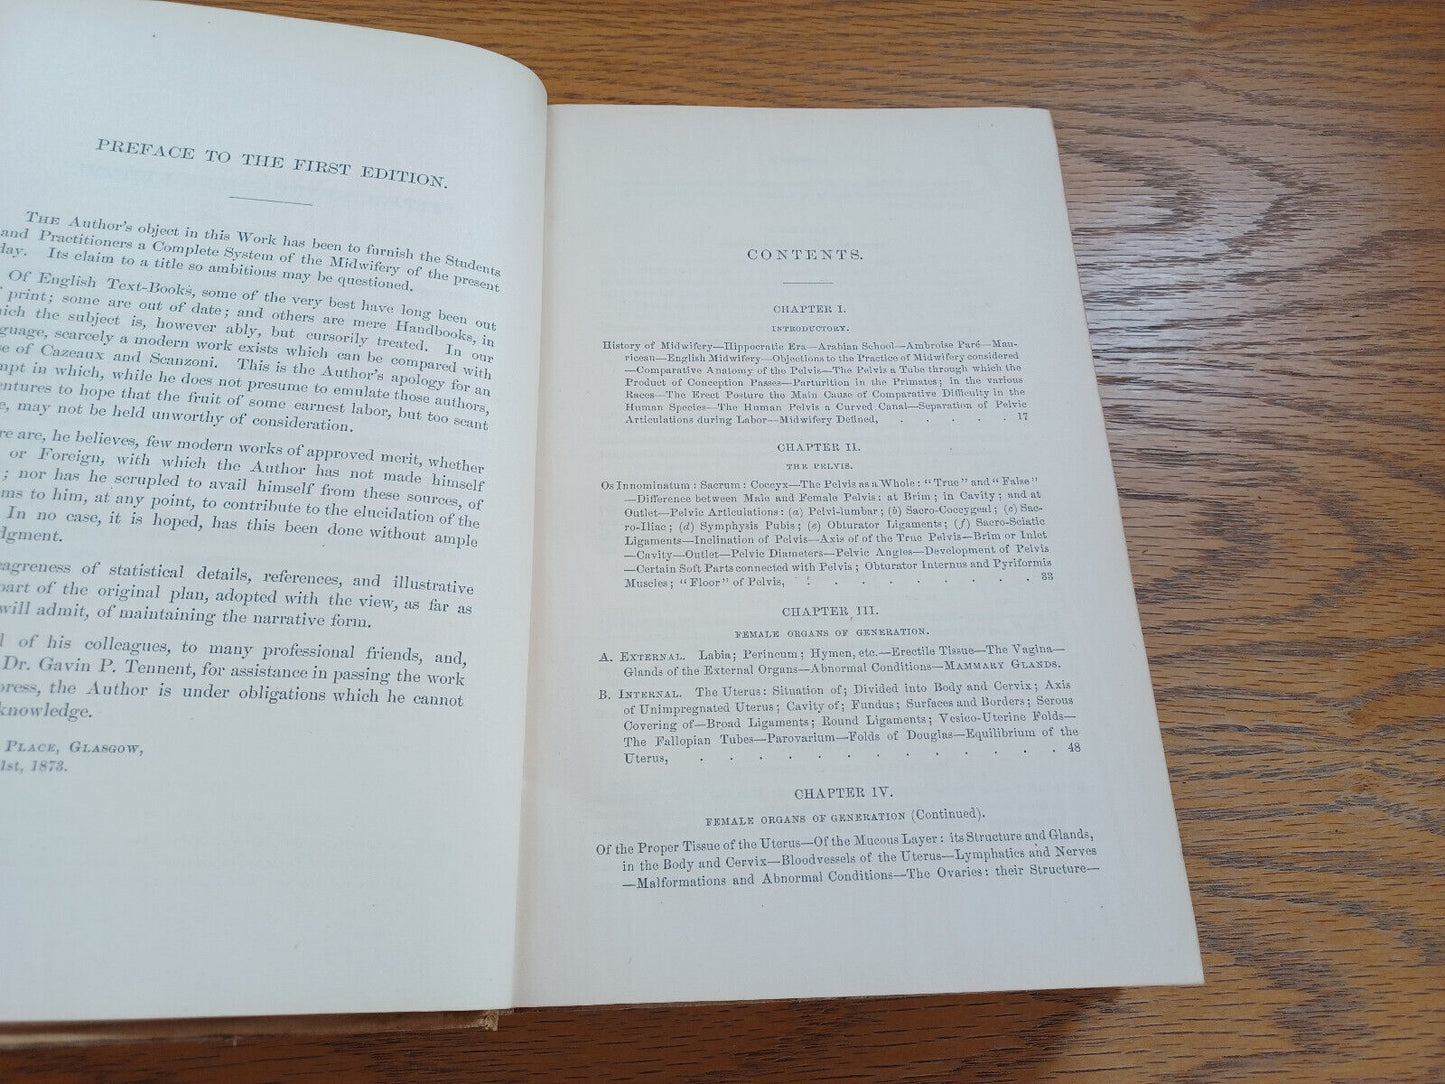 PREFACE TO THE FIRST EDITION.
THE Author's object in this Work has been to furnish the Students
and Practitioners a Complete System of the Midwifery of the present
day. Its claim to a title so ambitious may be questioned.
Of English Text-Books, some of the very best have long been out
print; some are out of date; and others are mere Handbooks, in
the subject is, however ably, but cursorily treated. In our
scarcely a modern work exists which can be compared with
of Cazeaux and Scanzoni. This is the Author's apology for an
in which, while he does not presume to emulate those authors,
to hope that the fruit of some earnest labor, but too scant
may not be held unworthy of consideration.
are, he believes, few modern works of approved merit, whether
or Foreign, with which the Author has not made himself
; nor has he scrupled to avail himself from these sources, of
to him, at any point, to contribute to the elucidation of the
In no case, it is hoped, has this been done without ample
of statistical details, references, and illustrative
part of the original plan, adopted with the view, as far as
will admit, of maintaining the narrative form.
of his colleagues, to many professional friends, and,
Dr. Gavin P. Tennent, for assistance in passing the work
press, the Author is under obligations which he cannot
knowledge.
PLACE, GLASGOW,
1st, 1873.
CONTENTS.
CHAPTER I.
INTRODUCTORY.
History of Midwifery—Hippocratic Era—Arabian School—Ambroise Paré—Mau-
riceau—English Midwifery—Objections to the Practice of Midwifery considered
—Comparative Anatomy of the Pelvis—The Pelvis a Tube through which the
Product of Conception Passes—Parturition in the Primates; in the various
Races—The Erect Posture the Main Cause of Comparative Difficulty in the
Human Species—The Human Pelvis a Curved Canal—Separation of Pelvic
Articulations during Labor—Midwifery Defined, . . . . . . 17
CHAPTER II.
THE PELVIS.
Os Innominatum: Sacrum: Coccyx—The Pelvis as a Whole: "True" and "False"
—Difference between Male and Female Pelvis: at Brim; in Cavity; and at
Outlet—Pelvic Articulations: (a) Pelvi-lumbar; (b) Sacro-Coccygeal; (c) Sac-
ro-Iliac; (d) Symphysis Pubis; (e) Obturator Ligaments; (f) Sacro-Sciatic
Ligaments—Inclination of Pelvis—Axis of of the True Pelvis—Brim or Inlet
—Cavity—Outlet—Pelvic Diameters—Pelvic Angles—Development of Pelvis
—Certain Soft Parts connected with Pelvis; Obturator Internus and Pyriformis
Muscles; "Floor" of Pelvis, . . . . . . . . . . 33
CHAPTER III.
FEMALE ORGANS OF GENERATION.
A. EXTERNAL. Labia; Perineum; Hymen, etc.—Erectile Tissue—The Vagina—
Glands of the External Organs—Abnormal Conditions—MAMMARY GLANDS.
B. INTERNAL. The Uterus: Situation of; Divided into Body and Cervix; Axis
of Unimpregnated Uterus; Cavity of; Fundus; Surfaces and Borders; Serous
Covering of—Broad Ligaments; Round Ligaments; Vesico-Uterine Folds—
The Fallopian Tubes—Parovarium—Folds of Douglas—Equilibrium of the
Uterus, . . . . . . . . . . . . . 48
CHAPTER IV.
FEMALE ORGANS OF GENERATION (Continued).
Of the Proper Tissue of the Uterus—Of the Mucous Layer: its Structure and Glands,
in the Body and Cervix—Bloodvessels of the Uterus—Lymphatics and Nerves
—Malformations and Abnormal Conditions—The Ovaries: their Structure—